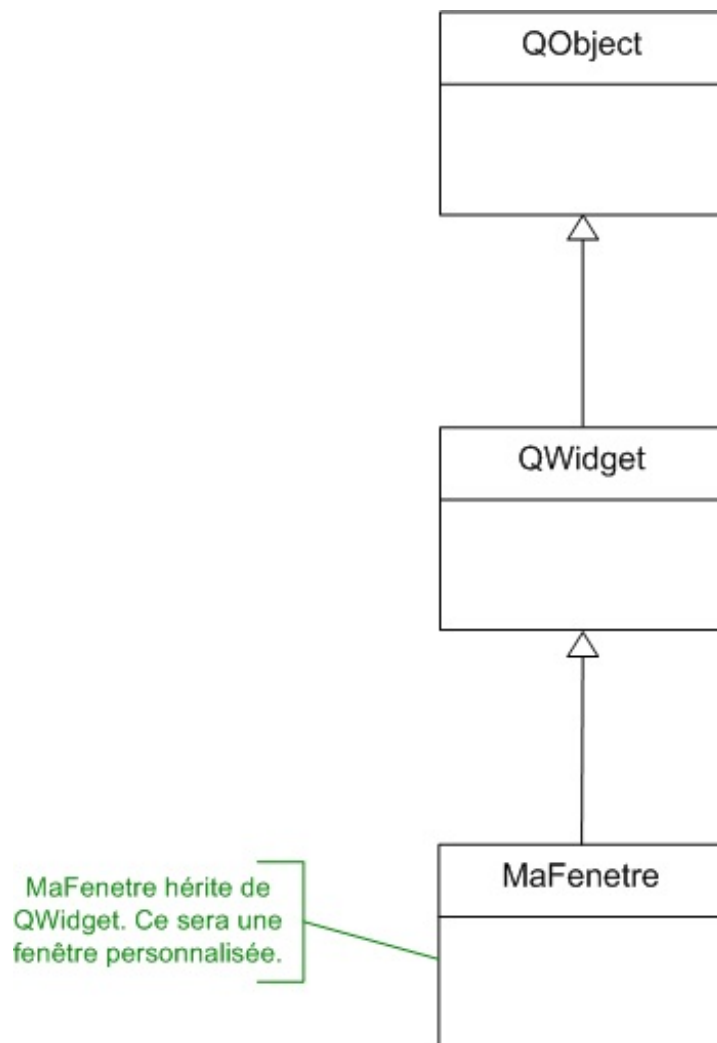 QObject
QWidget
MaFenetre
MaFenetre hérite de
QWidget. Ce sera une
fenêtre personnalisée.